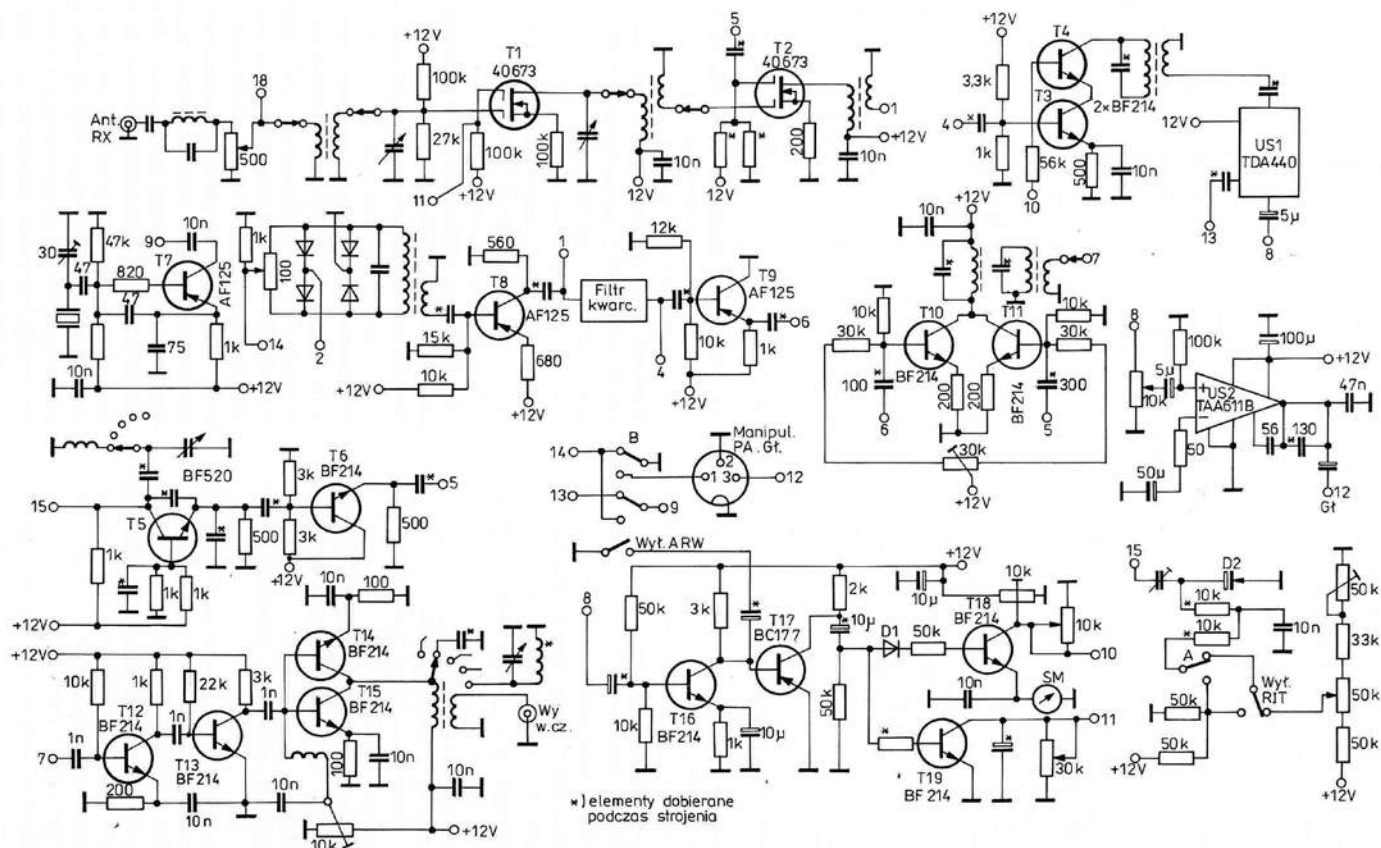 Ant.
RX
18
500
+12V
100k
T1
40673
27k
100k
+12V
11
100k
10n
12V
5
T2
40673
12V
200
10n
1
+12V
+12V
3,3k
4
1k
T4
T3
2×BF214
56k
10
500
10n
12V
US1
TDA440
13
5µ
8
30
47
9
10n
47k
820
T7
AF125
47
75
1k
10n
+12V
1k
100
14
2
560
T8
AF125
15k
10k
+12V
680
+12V
1
Filtr
kwarc.
4
12k
T9
AF125
10k
1k
6
+12V
+12V
10n
7
10k
30k
T10
BF214
100
6
200
200
T11
BF214
10k
30k
300
5
30k
+12V
8
10k
5µ
100k
100µ
+12V
+
US2
TAA611B
−
50
50µ
56
130
47n
12
Gł
BF520
15
T5
1k
1k
1k
500
3k
3k
+12V
T6
BF214
5
500
+12V
14
B
13
9
Manipul.
PA. Gł.
2
1
3
12
+12V
10k
1k
22k
3k
1n
T12
BF214
7
1n
200
1n
T13
BF214
10n
10n
10n
100
T14
BF214
T15
BF214
100
10n
10k
10n
+12V
Wy
w.cz.
Wył. ARW
8
50k
10k
3k
T16
BF214
1k
10µ
T17
BC177
2k
10µ
10µ
+12V
50k
D1
50k
T18
BF214
10k
10k
10
10n
SM
T19
BF214
30k
11
15
D2
10k
10k
10n
A
Wył.
RIT
50k
50k
+12V
50k
33k
50k
50k
+12V
*) elementy dobierane
podczas strojenia